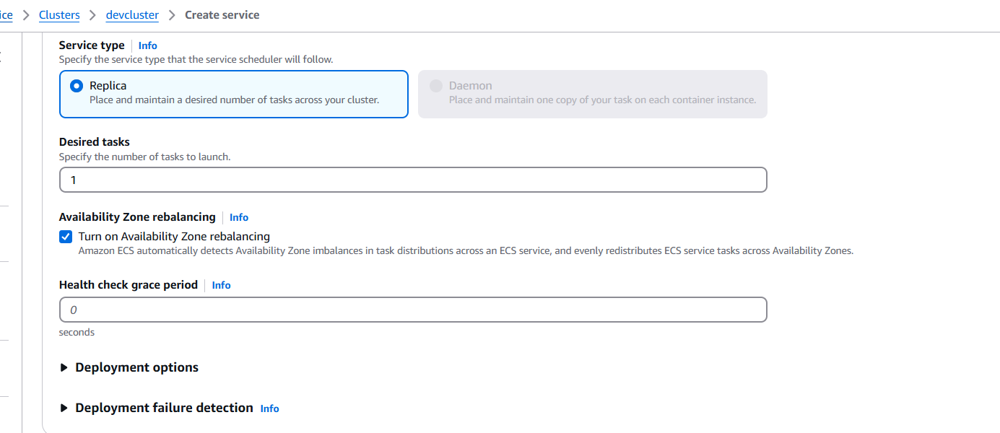 ice > Clusters > devcluster > Create service
Service type | Info
Specify the service type that the service scheduler will follow.
Replica
Place and maintain a desired number of tasks across your cluster.
Daemon
Place and maintain one copy of your task on each container instance.
Desired tasks
Specify the number of tasks to launch.
1
Availability Zone rebalancing | Info
Turn on Availability Zone rebalancing
Amazon ECS automatically detects Availability Zone imbalances in task distributions across an ECS service, and evenly redistributes ECS service tasks across Availability Zones.
Health check grace period | Info
0
seconds
Deployment options
Deployment failure detection Info